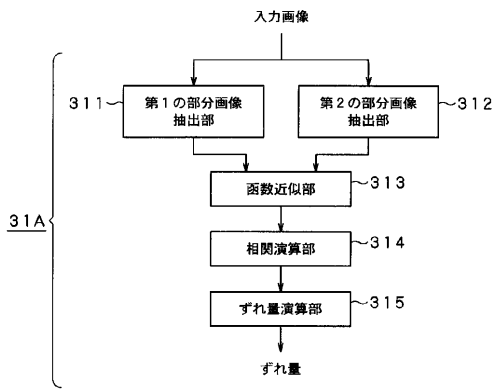 入力画像
311
第1の部分画像
抽出部
第2の部分画像
抽出部
312
函数近似部
313
31A
相関演算部
314
ずれ量演算部
315
ずれ量